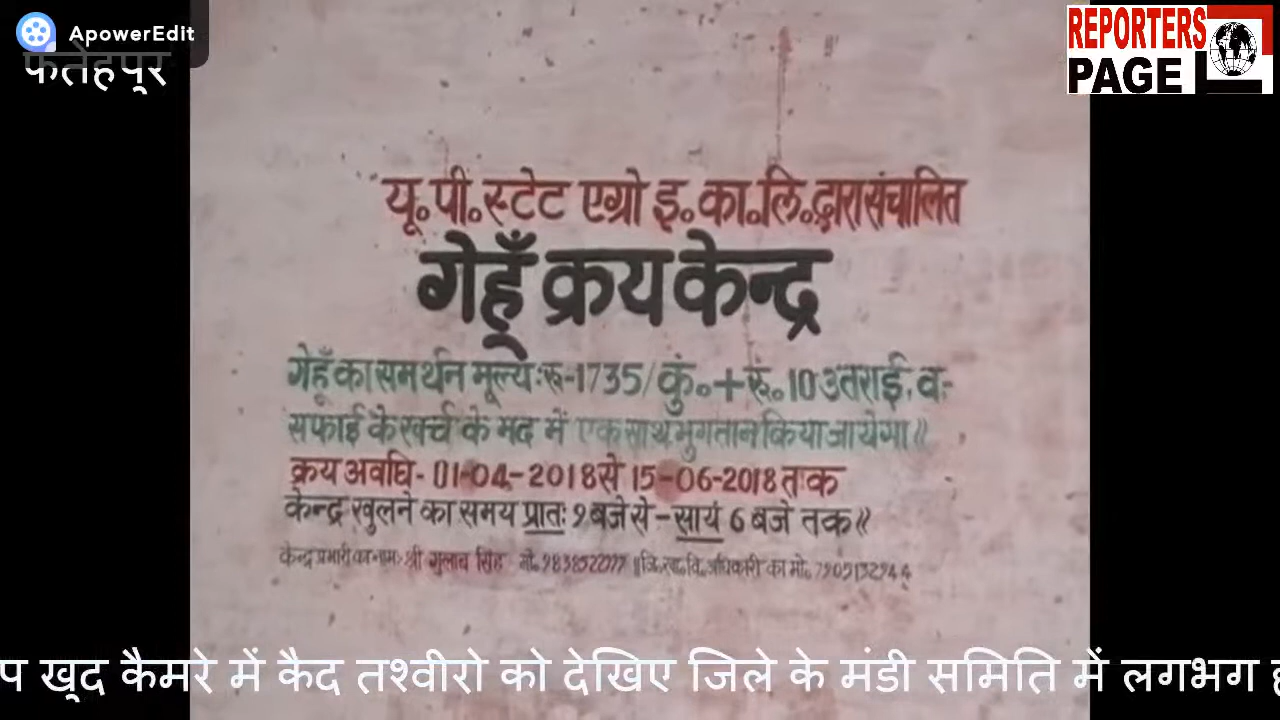 ApowerEdit
फतेहपुर
REPORTERS
PAGE
यू॰पी॰स्टेट एग्रो इ॰का॰लि॰द्वारा संचालित
गेहूँ क्रय केन्द्र
गेहूँ का समर्थन मूल्यः रू-1735/कुं॰+रुं॰10 उतराई, व
सफाई के खर्च के मद में एक साथ भुगतान किया जायेगा॥
क्रय अवधि - 01-04-2018 से 15-06-2018 तक
केन्द्र खुलने का समय प्रातः 9 बजे से - सायं 6 बजे तक॥
केन्द्र प्रभारी का नामः श्री गुलाब सिंह मो॰ ॥जि॰ख॰वि॰अधिकारी का मो॰
प खुद कैमरे में कैद तश्वीरो को देखिए जिले के मंडी समिति में लगभग ह